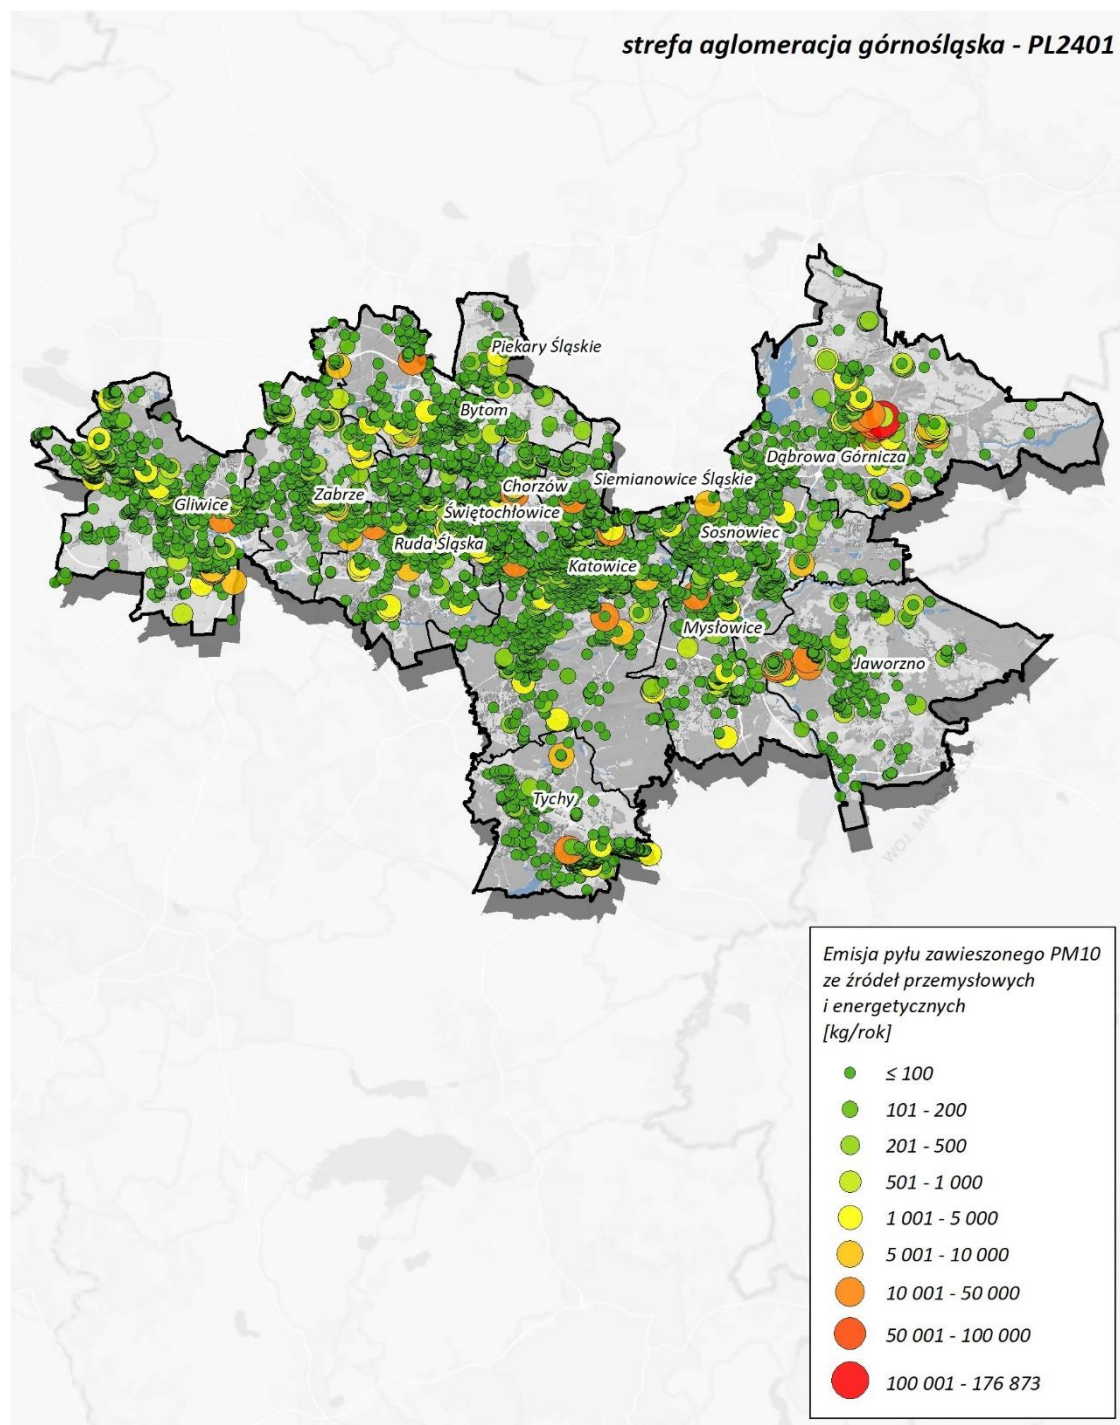 strefa aglomeracja górnośląska - PL2401
Piekary Śląskie
Bytom
Dąbrowa Górnicza
Siemianowice Śląskie
Chorzów
Zabrze
Gliwice
Świętochłowice
Sosnowiec
Ruda Śląska
Katowice
Mysłowice
Jaworzno
Tychy
Emisja pyłu zawieszonego PM10
ze źródeł przemysłowych
i energetycznych
[kg/rok]
≤ 100
101 - 200
201 - 500
501 - 1 000
1 001 - 5 000
5 001 - 10 000
10 001 - 50 000
50 001 - 100 000
100 001 - 176 873